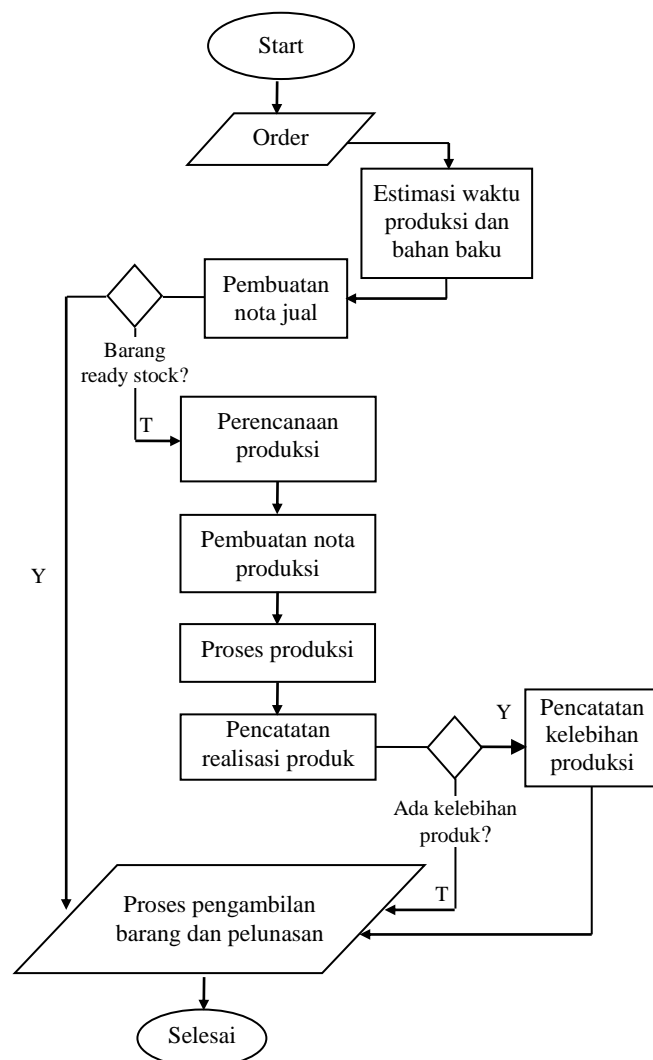 Start
Order
Estimasi waktu
produksi dan
bahan baku
Pembuatan
nota jual
Barang
ready stock?
T
Perencanaan
produksi
Pembuatan nota
produksi
Y
Proses produksi
Pencatatan
realisasi produk
Y
Pencatatan
kelebihan
produksi
Ada kelebihan
produk?
T
Proses pengambilan
barang dan pelunasan
Selesai